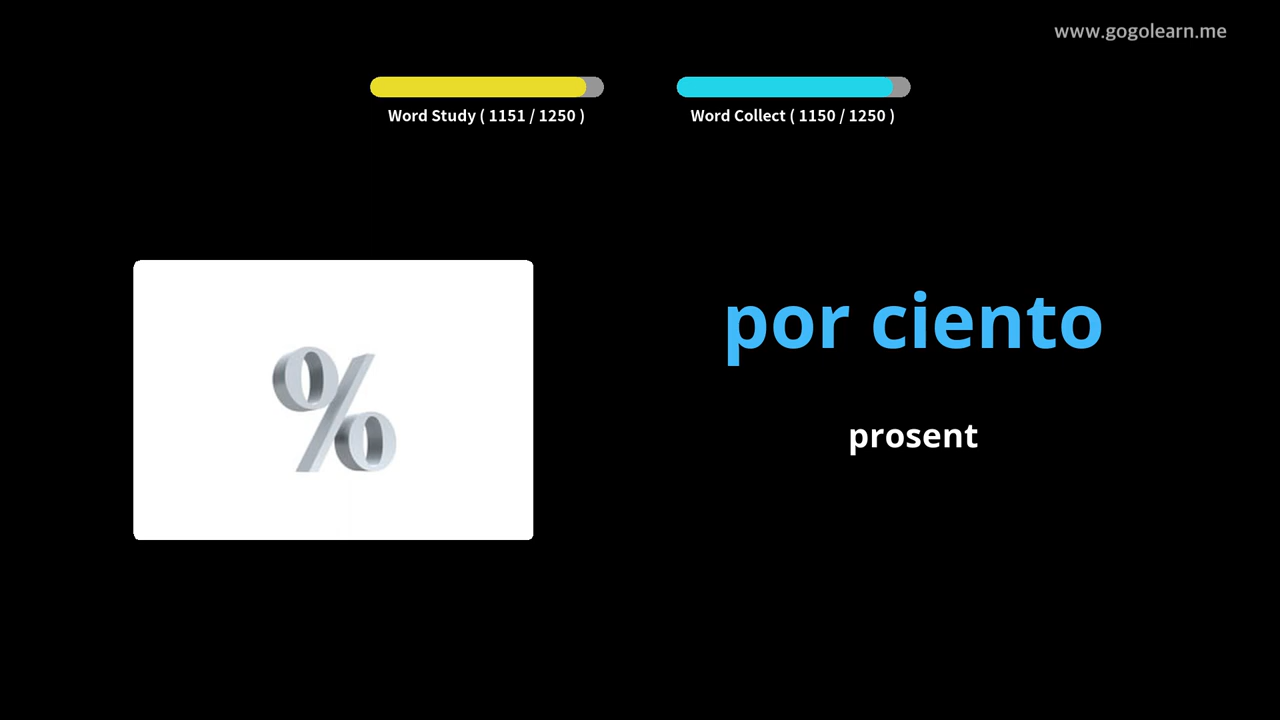 www.gogolearn.me
Word Study ( 1151 / 1250 )
Word Collect ( 1150 / 1250 )
%
por ciento
prosent